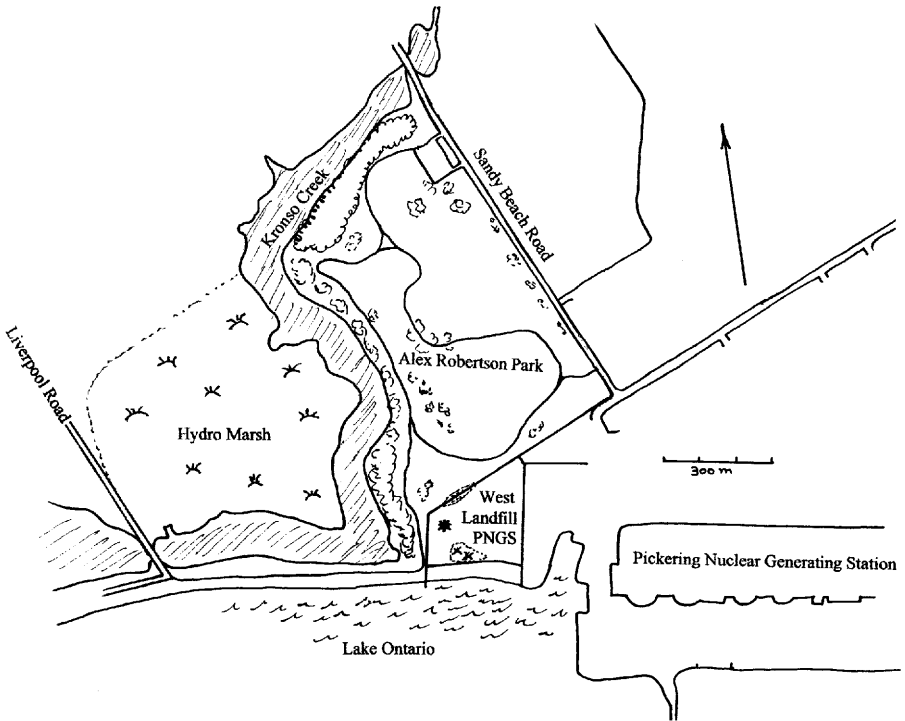 Kronso Creek
Sandy Beach Road
Liverpool Road
Alex Robertson Park
Hydro Marsh
300 m
West
Landfill
PNGS
Pickering Nuclear Generating Station
Lake Ontario